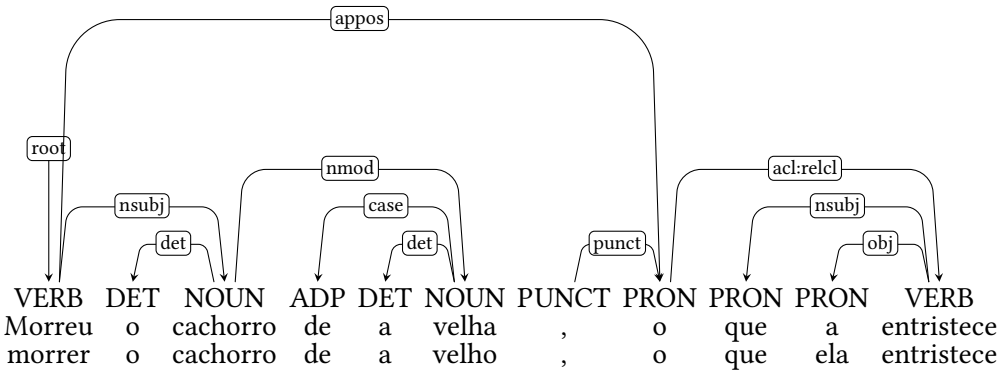 appos
root
nmod acl:relcl
nsubj case nsubj
det det punct obj
VERB DET NOUN ADP DET NOUN PUNCT PRON PRON PRON VERB
Morreu o cachorro de a velha , o que a entristece
morrer o cachorro de a velho , o que ela entristece